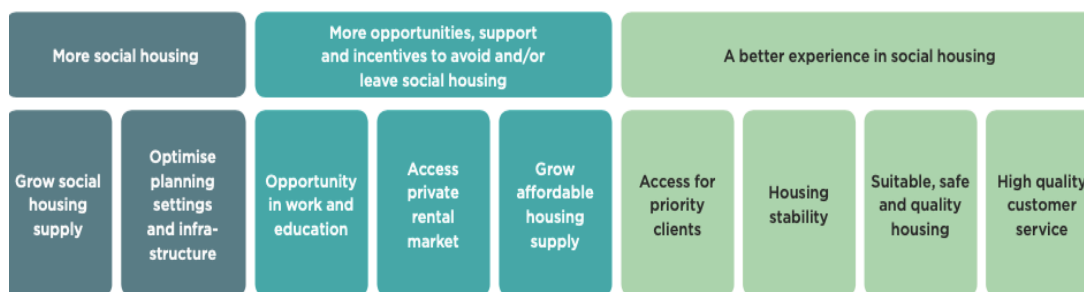 More social housing
More opportunities, support
and incentives to avoid and/or
leave social housing
A better experience in social housing
Grow social
housing
supply
Optimise
planning
settings
and infra-
structure
Opportunity
in work and
education
Access
private
rental
market
Grow
affordable
housing
supply
Access for
priority
clients
Housing
stability
Suitable, safe
and quality
housing
High quality
customer
service